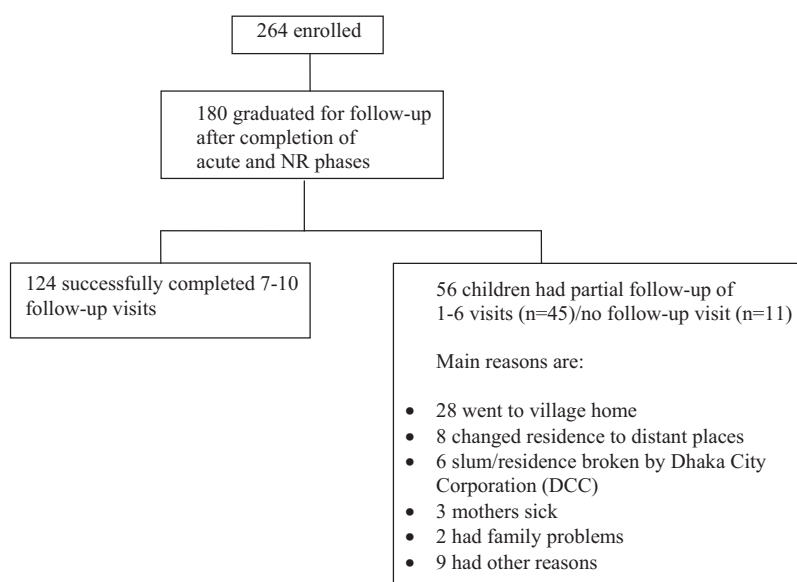 264 enrolled
180 graduated for follow-up
after completion of
acute and NR phases
124 successfully completed 7-10
follow-up visits
56 children had partial follow-up of
1-6 visits (n=45)/no follow-up visit (n=11)
Main reasons are:
• 28 went to village home
• 8 changed residence to distant places
• 6 slum/residence broken by Dhaka City
Corporation (DCC)
• 3 mothers sick
• 2 had family problems
• 9 had other reasons